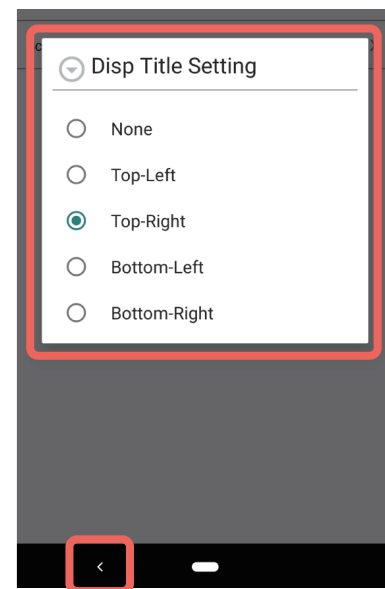 Disp Title Setting
None
Top-Left
Top-Right
Bottom-Left
Bottom-Right